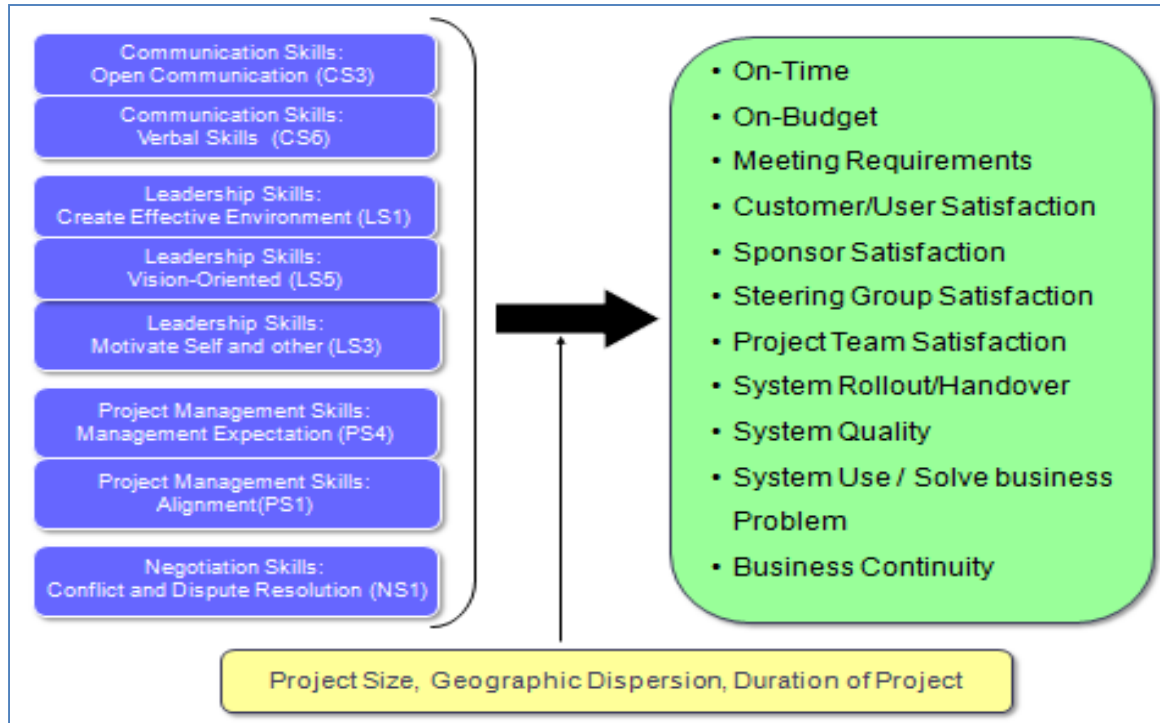 Communication Skills:
Open Communication (CS3)
Communication Skills:
Verbal Skills (CS6)
Leadership Skills:
Create Effective Environment (LS1)
Leadership Skills:
Vision-Oriented (LS5)
Leadership Skills:
Motivate Self and other (LS3)
Project Management Skills:
Management Expectation (PS4)
Project Management Skills:
Alignment(PS1)
Negotiation Skills:
Conflict and Dispute Resolution (NS1)
• On-Time
• On-Budget
• Meeting Requirements
• Customer/User Satisfaction
• Sponsor Satisfaction
• Steering Group Satisfaction
• Project Team Satisfaction
• System Rollout/Handover
• System Quality
• System Use / Solve business
Problem
• Business Continuity
Project Size, Geographic Dispersion, Duration of Project